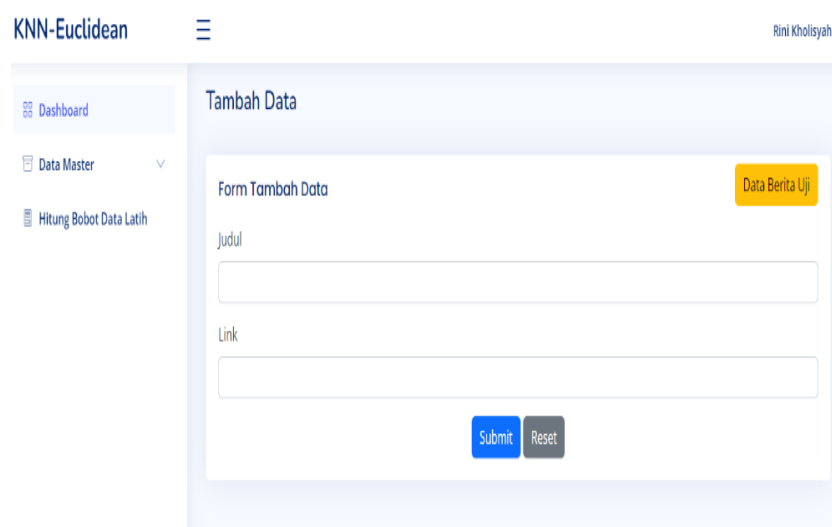 KNN-Euclidean
Rini Kholisyah
Dashboard
Data Master
Hitung Bobot Data Latih
Tambah Data
Form Tambah Data
Data Berita Uji
Judul
Link
Submit
Reset